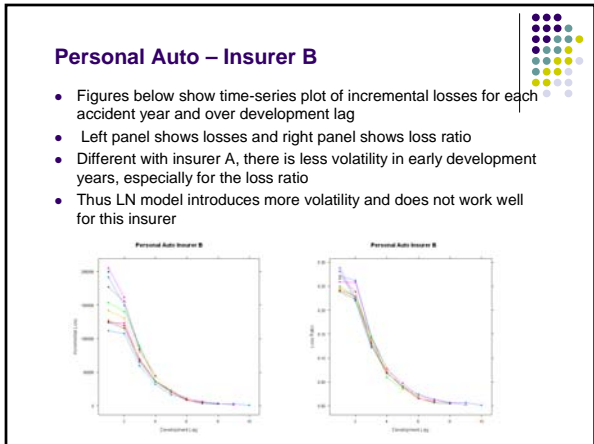 Personal Auto – Insurer B
Figures below show time-series plot of incremental losses for each
accident year and over development lag
Left panel shows losses and right panel shows loss ratio
Different with insurer A, there is less volatility in early development
years, especially for the loss ratio
Thus LN model introduces more volatility and does not work well
for this insurer
Personal Auto Insurer B
Personal Auto Insurer B
Incremental Loss
Loss Ratio
Development Lag
Development Lag